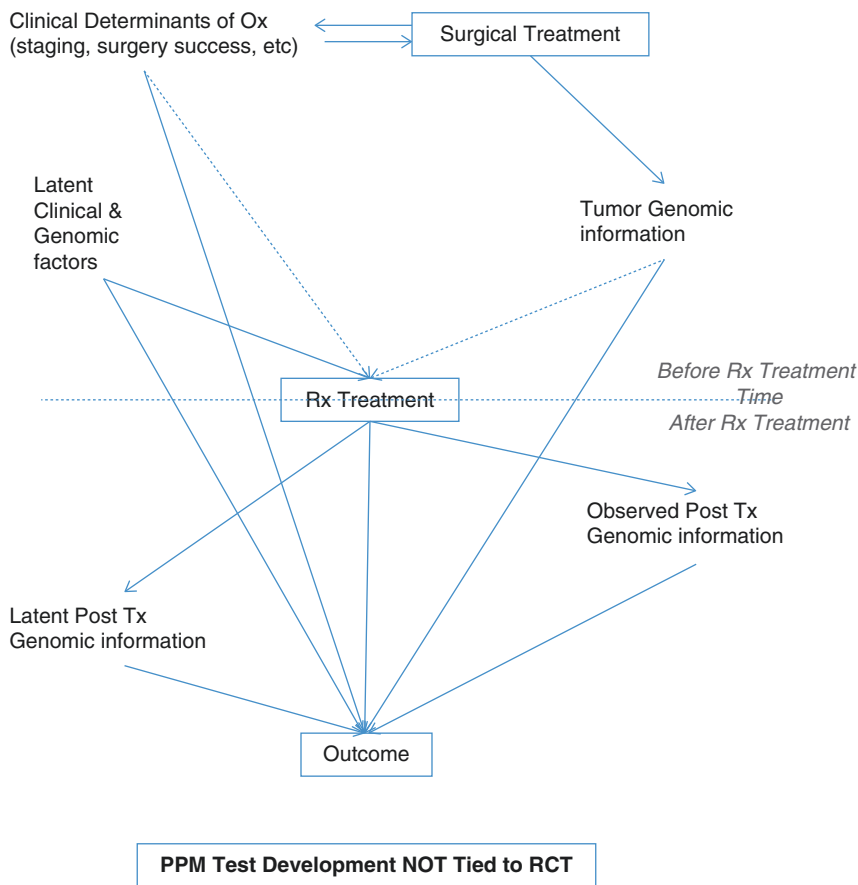 Clinical Determinants of Ox
(staging, surgery success, etc)
Surgical Treatment
Latent
Clinical &
Genomic
factors
Tumor Genomic
information
Before Rx Treatment
Time
After Rx Treatment
Rx Treatment
Observed Post Tx
Genomic information
Latent Post Tx
Genomic information
Outcome
PPM Test Development NOT Tied to RCT